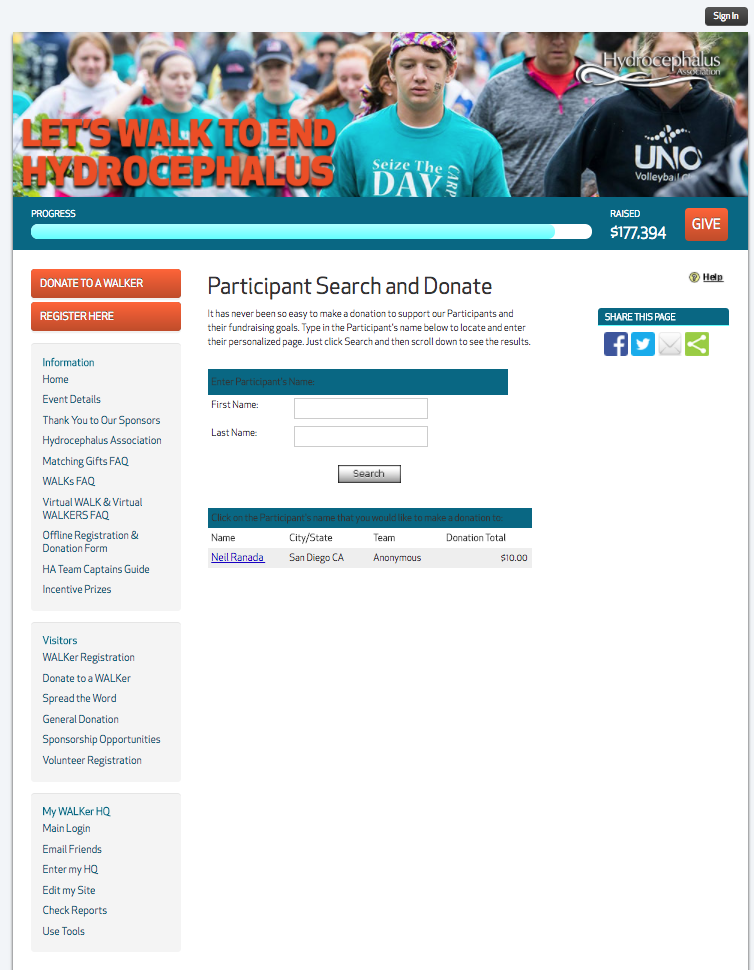 Sign In
Hydrocephalus
Association
LET'S WALK TO END
HYDROCEPHALUS
Seize The
DAY
CARP
UNO
Volleyball
PROGRESS
RAISED
$177,394
GIVE
DONATE TO A WALKER
REGISTER HERE
Information
Home
Event Details
Thank You to Our Sponsors
Hydrocephalus Association
Matching Gifts FAQ
WALKs FAQ
Virtual WALK & Virtual
WALKERS FAQ
Offline Registration &
Donation Form
HA Team Captains Guide
Incentive Prizes
Visitors
WALKer Registration
Donate to a WALKer
Spread the Word
General Donation
Sponsorship Opportunities
Volunteer Registration
My WALKer HQ
Main Login
Email Friends
Enter my HQ
Edit my Site
Check Reports
Use Tools
Participant Search and Donate
It has never been so easy to make a donation to support our Participants and
their fundraising goals. Type in the Participant's name below to locate and enter
their personalized page. Just click Search and then scroll down to see the results.
Enter Participant's Name:
First Name:
Last Name:
Search
Click on the Participant's name that you would like to make a donation to:
Name City/State Team Donation Total
Neil Ranada San Diego CA Anonymous $10.00
Help
SHARE THIS PAGE